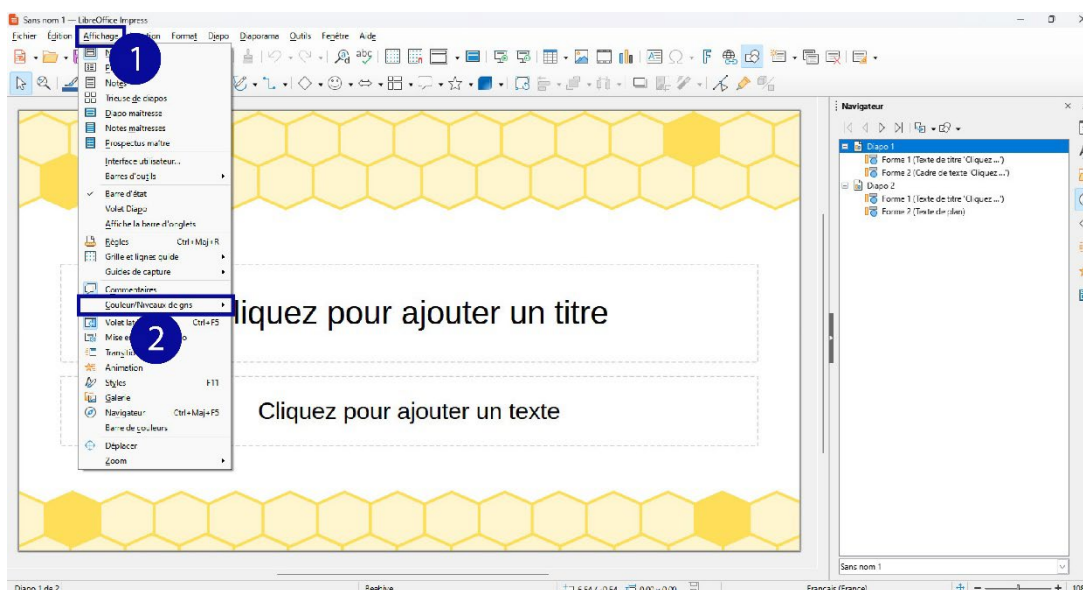 Sans nom 1 — LibreOffice Impress
Fichier Édition Affichage Format Diapo Diaporama Outils Fenêtre Aide
1
Notes
Trieuse de diapos
Diapo maîtresse
Notes maîtresses
Prospectus maître
Interface utilisateur...
Barres d'outils
Barre d'état
Volet Diapo
Affiche la barre d'onglets
Règles Ctrl+Maj+R
Grille et lignes guide
Guides de capture
Commentaires
Couleur/Niveaux de gris
Volet Ctrl+F5
2
Animation
Styles F11
Galerie
Navigateur Ctrl+Maj+F5
Barre de couleurs
Déplacer
Zoom
liquez pour ajouter un titre
Cliquez pour ajouter un texte
Navigateur
Diapo 1
Forme 1 (Texte de titre 'Cliquez ...')
Forme 2 (Cadre de texte 'Cliquez ...')
Diapo 2
Forme 1 (Texte de titre 'Cliquez ...')
Forme 2 (Texte de plan)
Sans nom 1
Diapo 1 de 2 Beehive Français (France)